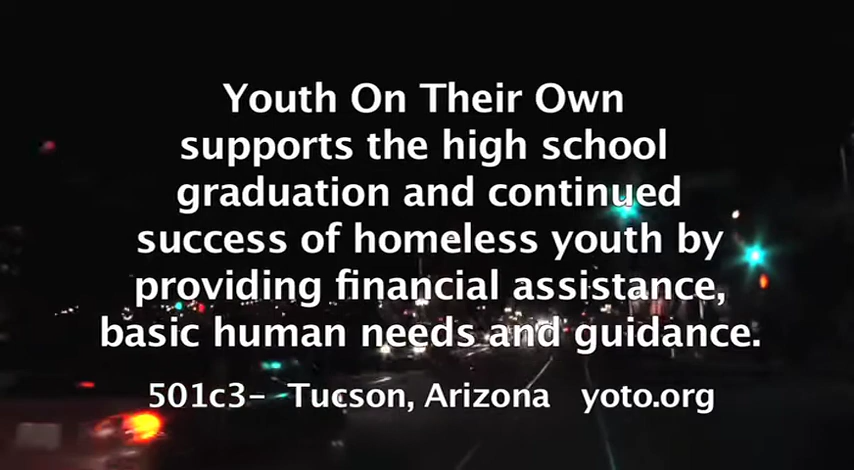 Youth On Their Own
supports the high school
graduation and continued
success of homeless youth by
providing financial assistance,
basic human needs and guidance.
501c3- Tucson, Arizona yoto.org